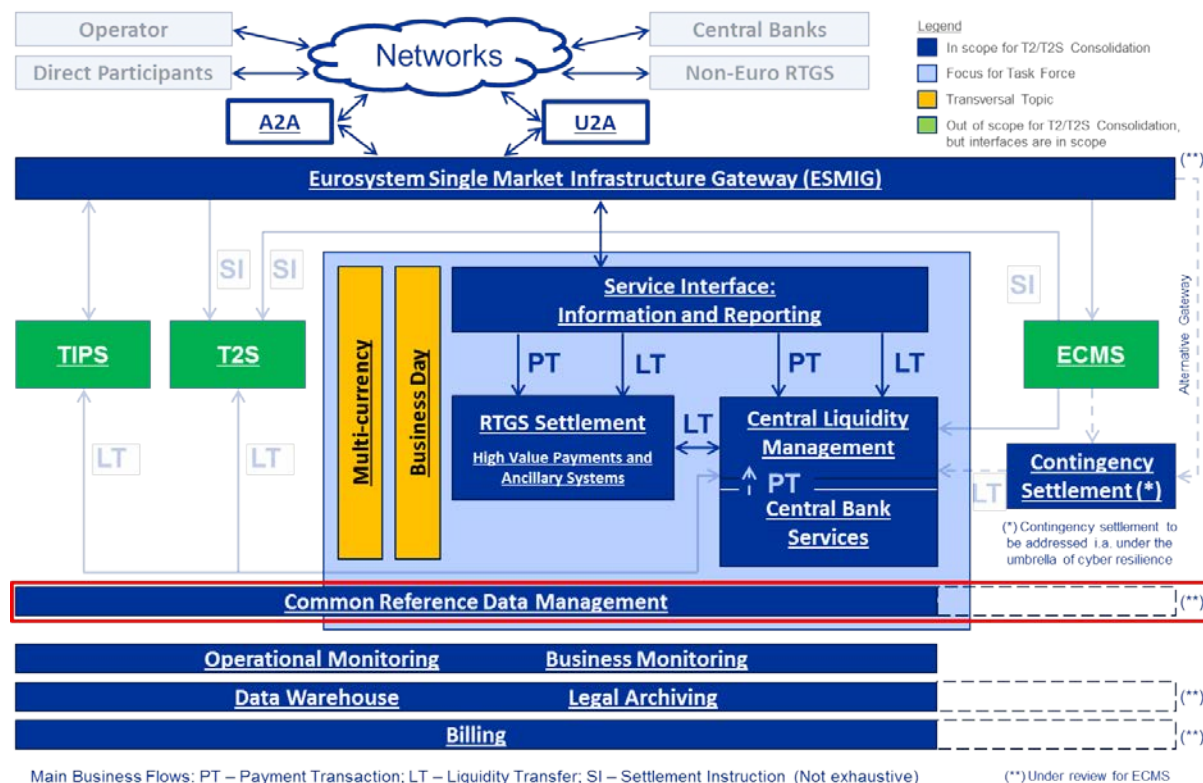 Operator
Direct Participants
Networks
Central Banks
Non-Euro RTGS
Legend
In scope for T2/T2S Consolidation
Focus for Task Force
Transversal Topic
Out of scope for T2/T2S Consolidation,
but interfaces are in scope
A2A
U2A
Eurosystem Single Market Infrastructure Gateway (ESMIG)
(**)
SI
SI
SI
Alternative Gateway
Service Interface:
Information and Reporting
TIPS
T2S
ECMS
Multi-currency
Business Day
PT
LT
PT
LT
RTGS Settlement
High Value Payments and
Ancillary Systems
LT
Central Liquidity
Management
PT
Central Bank
Services
LT
LT
LT
Contingency
Settlement (*)
(*) Contingency settlement to
be addressed i.a. under the
umbrella of cyber resilience
Common Reference Data Management
(**)
Operational Monitoring
Business Monitoring
Data Warehouse
Legal Archiving
(**)
Billing
(**)
Main Business Flows: PT – Payment Transaction; LT – Liquidity Transfer; SI – Settlement Instruction (Not exhaustive)
(**) Under review for ECMS